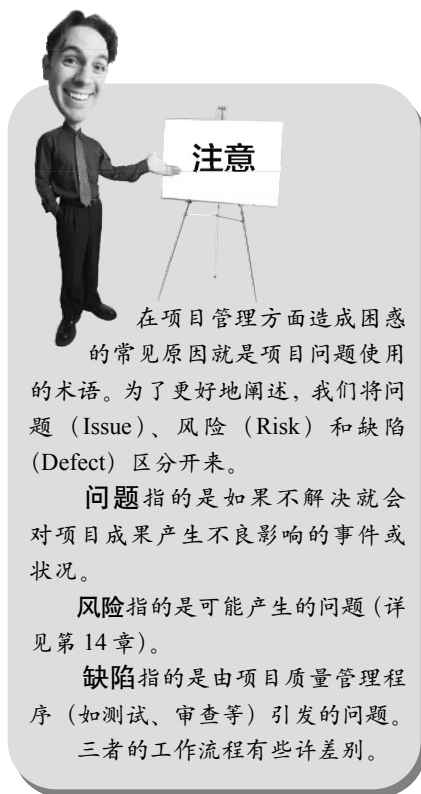 注意
在项目管理方面造成困惑
的常见原因就是项目问题使用
的术语。为了更好地阐述，我们将问
题（Issue）、风险（Risk）和缺陷
（Defect）区分开来。
问题指的是如果不解决就会
对项目成果产生不良影响的事件或
状况。
风险指的是可能产生的问题（详
见第 14 章）。
缺陷指的是由项目质量管理程
序（如测试、审查等）引发的问题。
三者的工作流程有些许差别。